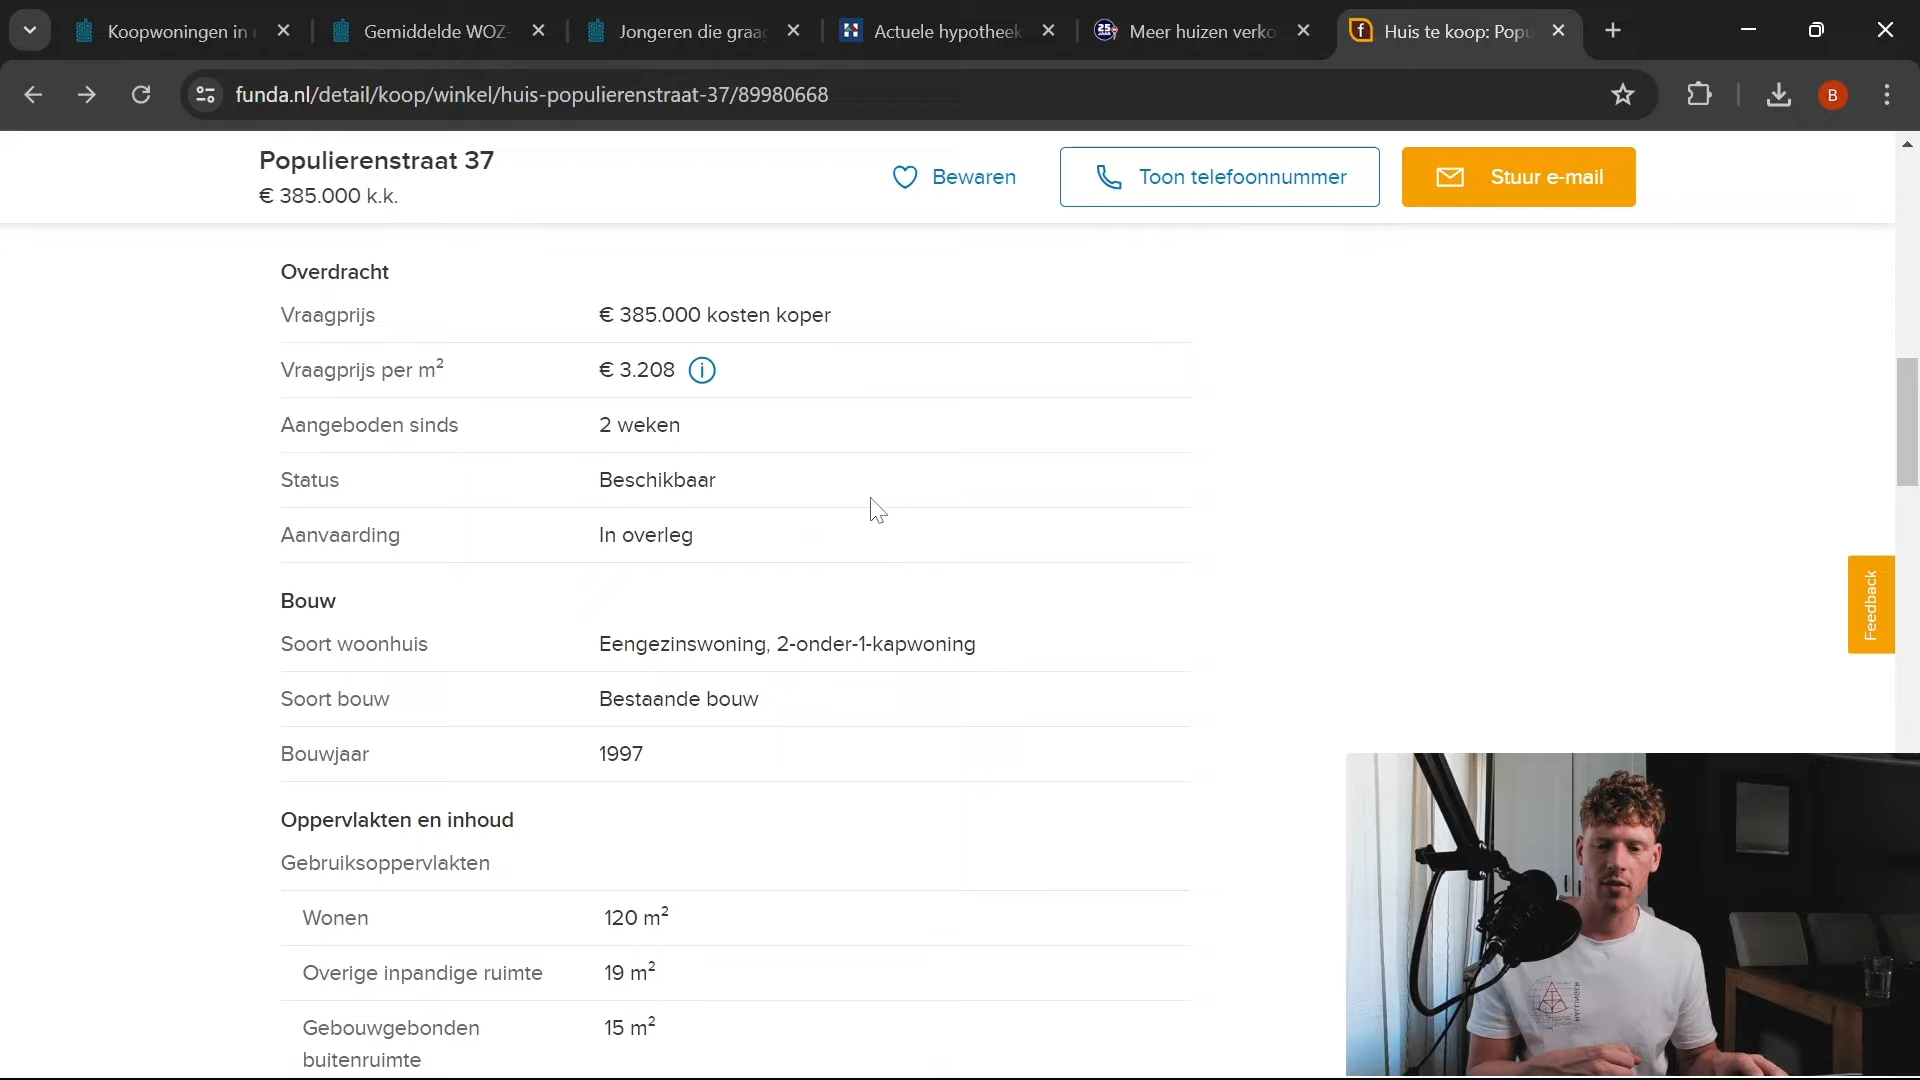 Koopwoningen in
Gemiddelde WOZ-
Jongeren die graa
Actuele hypotheek
25 JAAR
Meer huizen verko
Huis te koop: Popu
funda.nl/detail/koop/winkel/huis-populierenstraat-37/89980668
B
Populierenstraat 37
€ 385.000 k.k.
Bewaren
Toon telefoonnummer
Stuur e-mail
Overdracht
Vraagprijs € 385.000 kosten koper
Vraagprijs per m² € 3.208
Aangeboden sinds 2 weken
Status Beschikbaar
Aanvaarding In overleg
Bouw
Soort woonhuis Eengezinswoning, 2-onder-1-kapwoning
Soort bouw Bestaande bouw
Bouwjaar 1997
Oppervlakten en inhoud
Gebruiksoppervlakten
Wonen 120 m²
Overige inpandige ruimte 19 m²
Gebouwgebonden 15 m²
buitenruimte
Feedback